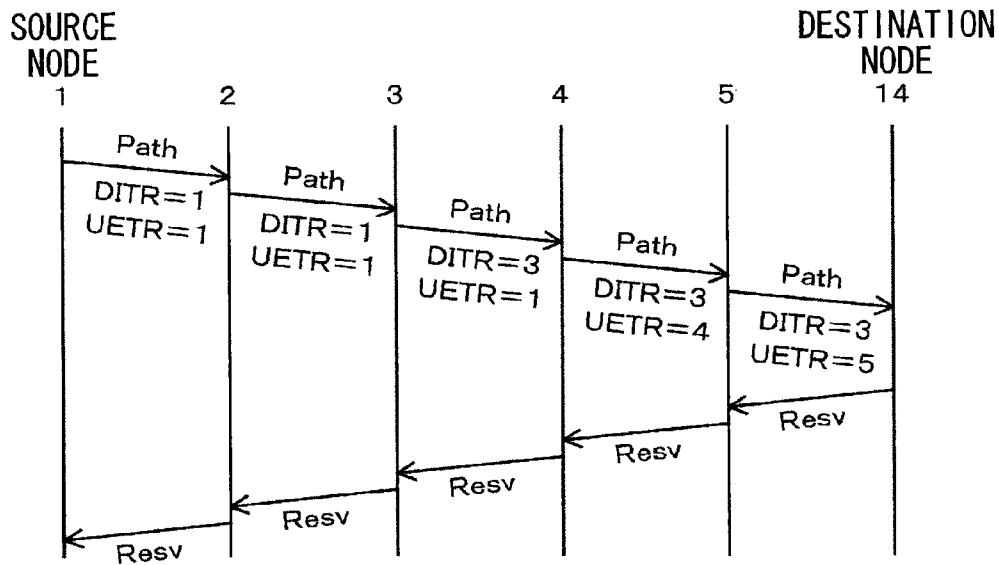 SOURCE
NODE
DESTINATION
NODE
1
2
3
4
5
14
Path
DITR=1
UETR=1
Path
DITR=1
UETR=1
Path
DITR=3
UETR=1
Path
DITR=3
UETR=4
Path
DITR=3
UETR=5
Resv
Resv
Resv
Resv
Resv